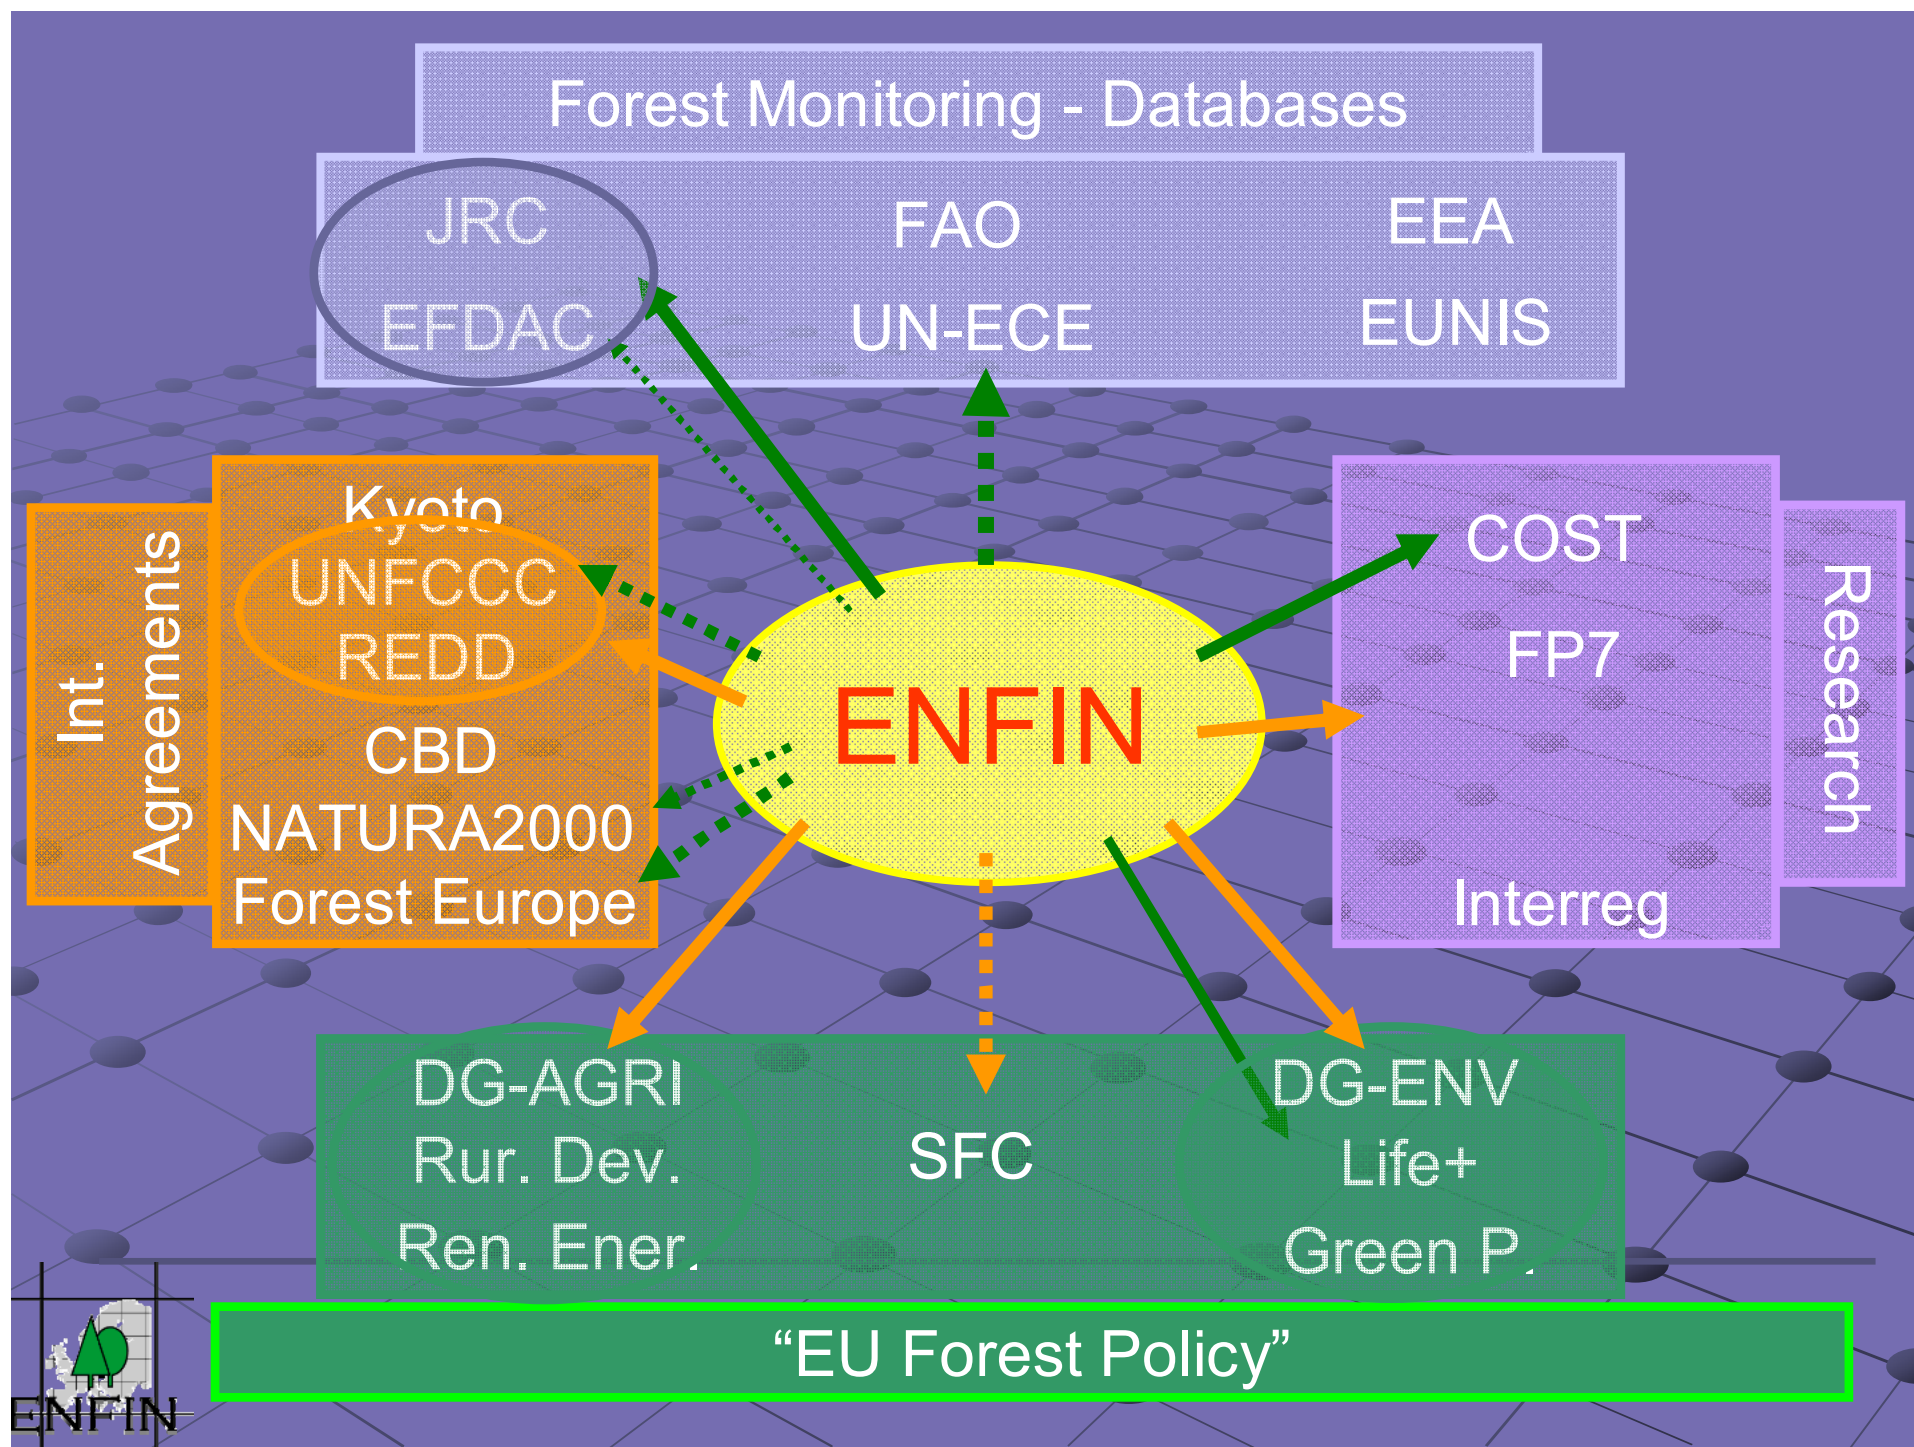 Forest Monitoring - Databases
JRC
EFDAC
FAO
UN-ECE
EEA
EUNIS
Int.
Agreements
Kyoto
UNFCCC
REDD
CBD
NATURA2000
Forest Europe
ENFIN
COST
FP7
Interreg
Research
DG-AGRI
Rur. Dev.
Ren. Ener.
SFC
DG-ENV
Life+
Green P.
“EU Forest Policy”
ENFIN